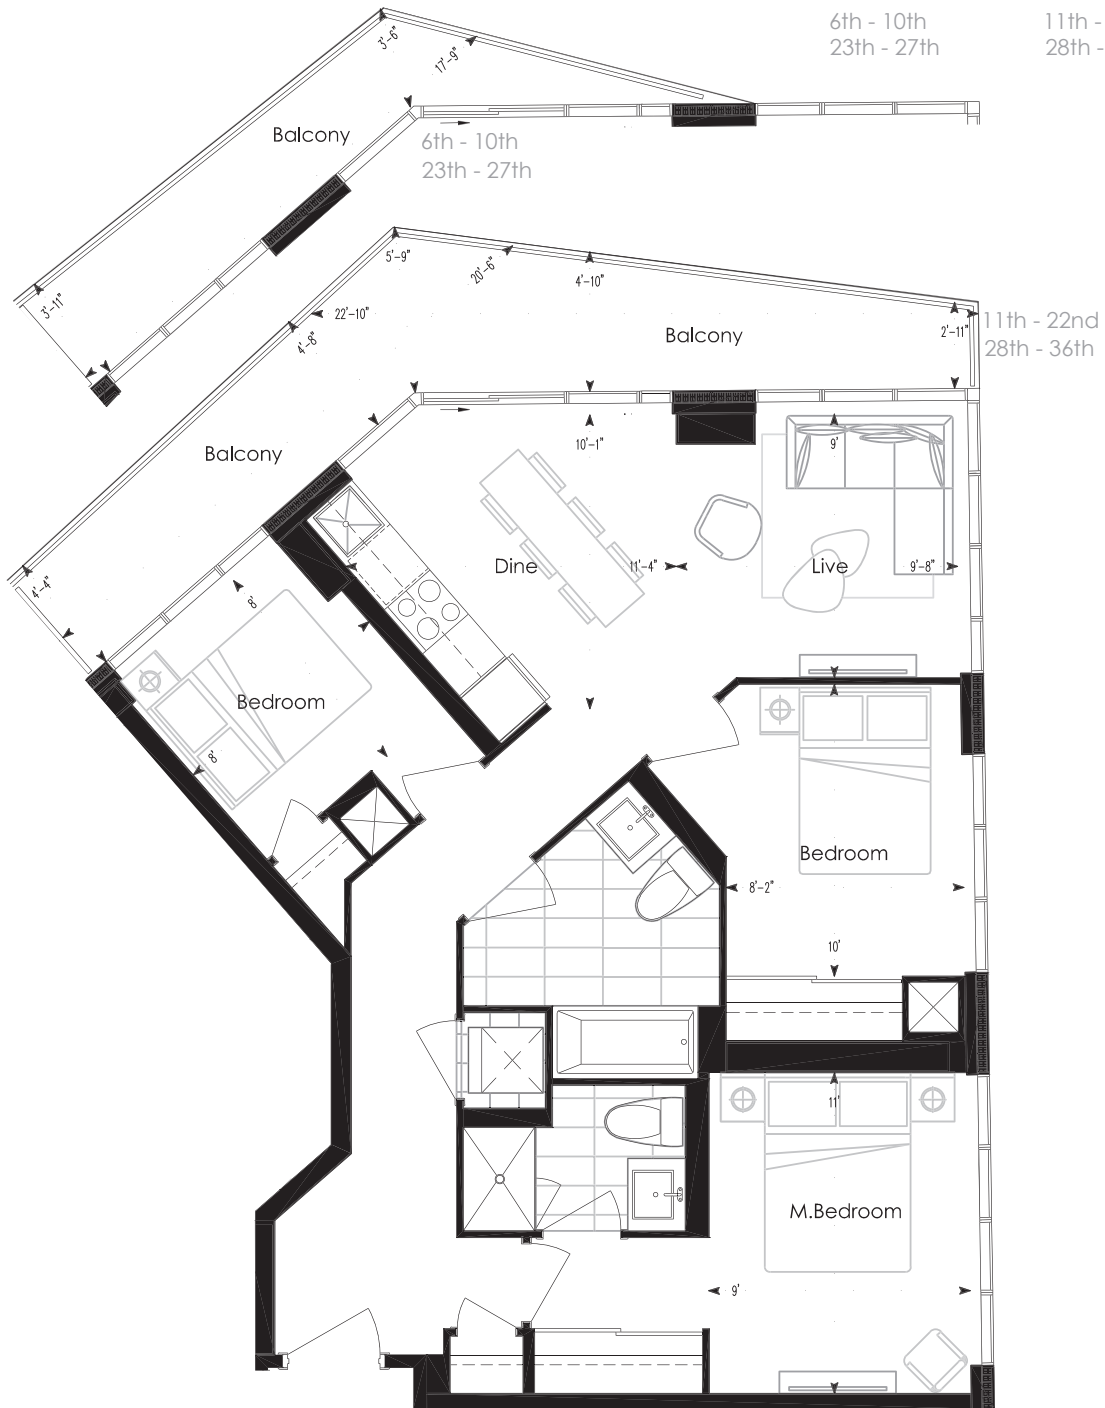 6th - 10th
11th -
23th - 27th
28th -
3'-6"
17'-9"
Balcony
6th - 10th
23th - 27th
3'-11"
5'-9"
20'-6"
4'-10"
22'-10"
4'-8"
Balcony
2'-11"
11th - 22nd
28th - 36th
10'-1"
9'
Balcony
4'-4"
8'
Dine
11'-4"
Live
9'-8"
Bedroom
8'
Bedroom
8'-2"
10'
11'
M.Bedroom
9'